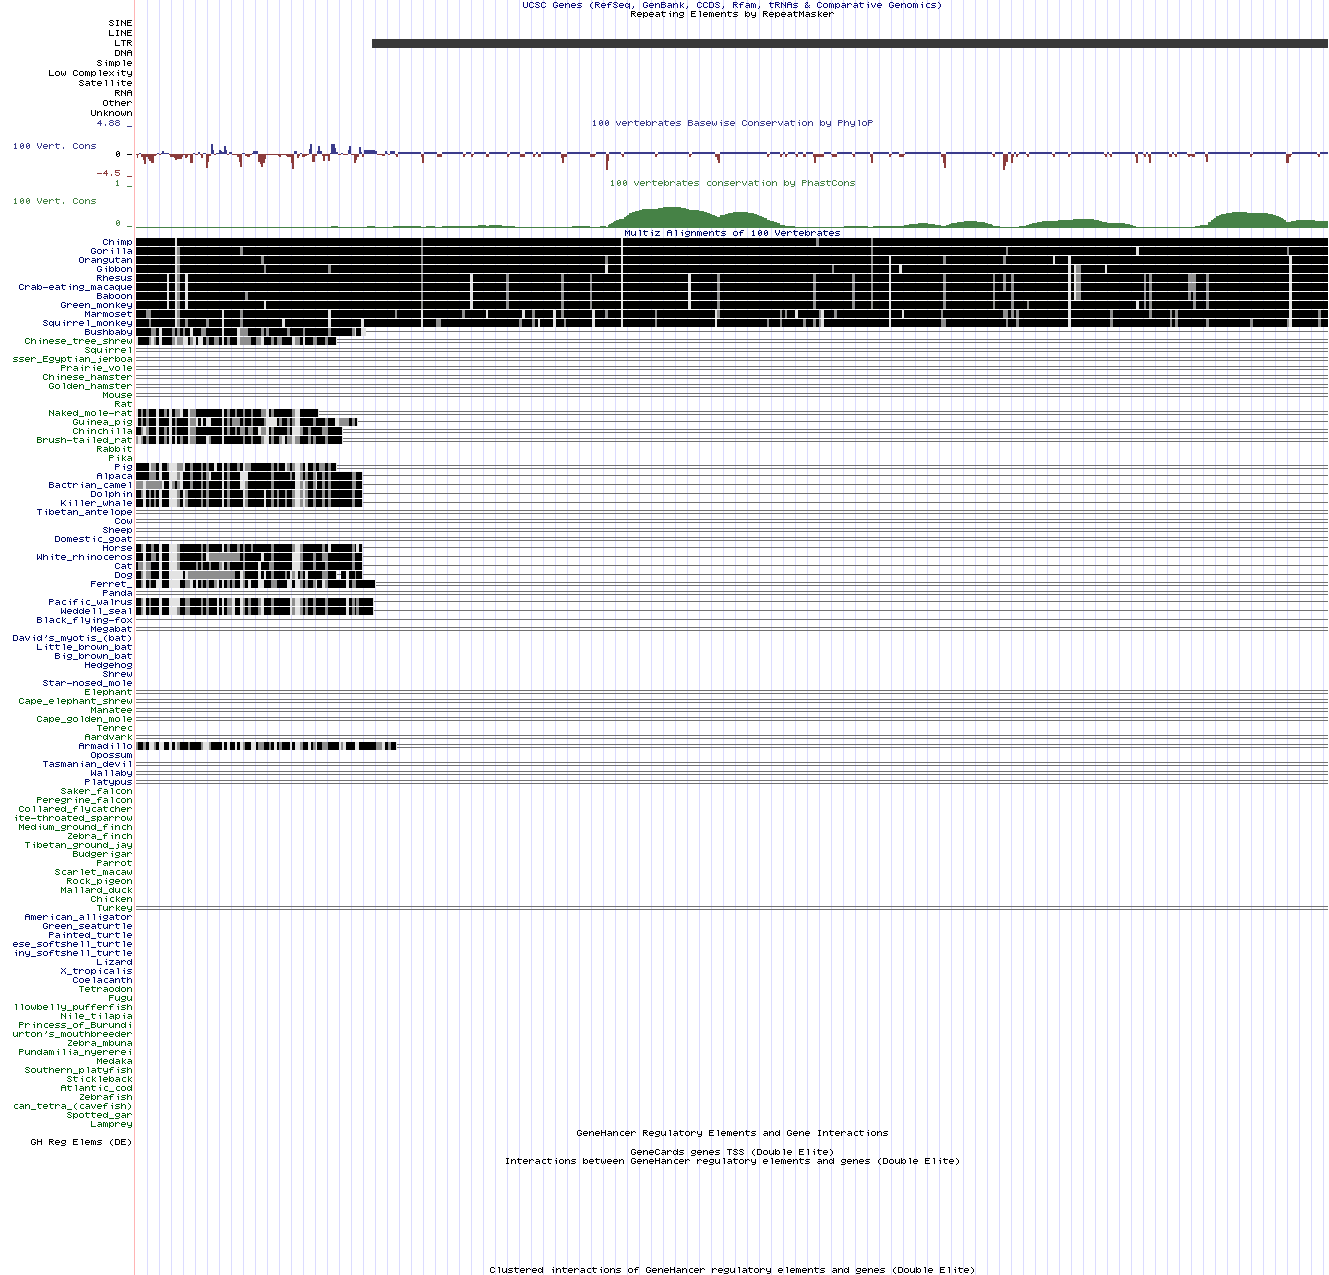 UCSC Genes (RefSeq, GenBank, CCDS, Rfam, tRNAs & Comparative Genomics)
Repeating Elements by RepeatMasker
SINE
LINE
LTR
DNA
Simple
Low Complexity
Satellite
RNA
Other
Unknown
4.88 _
100 vertebrates Basewise Conservation by PhyloP
100 Vert. Cons
0 _
-4.5 _
1 _
100 vertebrates conservation by PhastCons
100 Vert. Cons
0 _
Multiz Alignments of 100 Vertebrates
Chimp
Gorilla
Orangutan
Gibbon
Rhesus
Crab-eating_macaque
Baboon
Green_monkey
Marmoset
Squirrel_monkey
Bushbaby
Chinese_tree_shrew
Squirrel
sser_Egyptian_jerboa
Prairie_vole
Chinese_hamster
Golden_hamster
Mouse
Rat
Naked_mole-rat
Guinea_pig
Chinchilla
Brush-tailed_rat
Rabbit
Pika
Pig
Alpaca
Bactrian_camel
Dolphin
Killer_whale
Tibetan_antelope
Cow
Sheep
Domestic_goat
Horse
White_rhinoceros
Cat
Dog
Ferret_
Panda
Pacific_walrus
Weddell_seal
Black_flying-fox
Megabat
David's_myotis_(bat)
Little_brown_bat
Big_brown_bat
Hedgehog
Shrew
Star-nosed_mole
Elephant
Cape_elephant_shrew
Manatee
Cape_golden_mole
Tenrec
Aardvark
Armadillo
Opossum
Tasmanian_devil
Wallaby
Platypus
Saker_falcon
Peregrine_falcon
Collared_flycatcher
ite-throated_sparrow
Medium_ground_finch
Zebra_finch
Tibetan_ground_jay
Budgerigar
Parrot
Scarlet_macaw
Rock_pigeon
Mallard_duck
Chicken
Turkey
American_alligator
Green_seaturtle
Painted_turtle
ese_softshell_turtle
iny_softshell_turtle
Lizard
X_tropicalis
Coelacanth
Tetraodon
Fugu
llowbelly_pufferfish
Nile_tilapia
Princess_of_Burundi
urton's_mouthbreeder
Zebra_mbuna
Pundamilia_nyererei
Medaka
Southern_platyfish
Stickleback
Atlantic_cod
Zebrafish
can_tetra_(cavefish)
Spotted_gar
Lamprey
GeneHancer Regulatory Elements and Gene Interactions
GH Reg Elems (DE)
GeneCards genes TSS (Double Elite)
Interactions between GeneHancer regulatory elements and genes (Double Elite)
Clustered interactions of GeneHancer regulatory elements and genes (Double Elite)